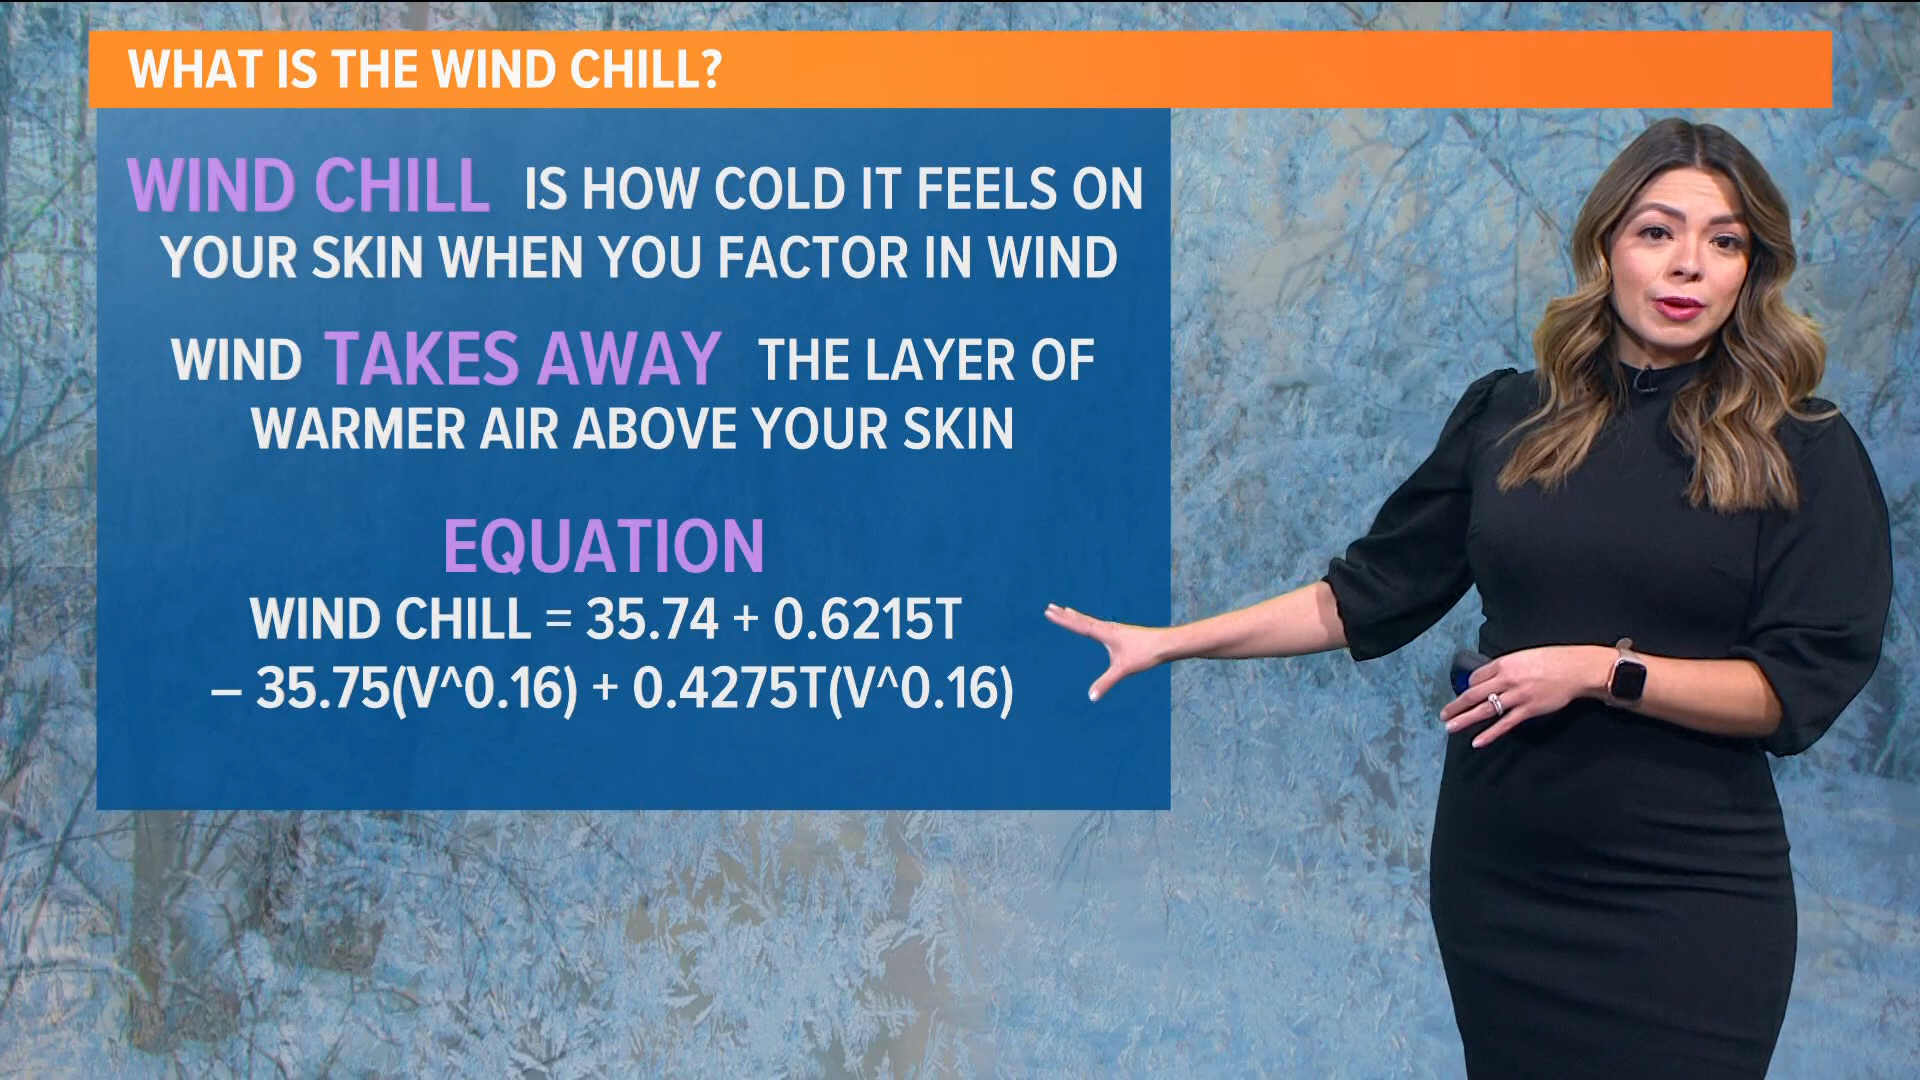 WHAT IS THE WIND CHILL?
WIND CHILL IS HOW COLD IT FEELS ON
YOUR SKIN WHEN YOU FACTOR IN WIND
WIND TAKES AWAY THE LAYER OF
WARMER AIR ABOVE YOUR SKIN
EQUATION
WIND CHILL = 35.74 + 0.6215T
– 35.75(V^0.16) + 0.4275T(V^0.16)